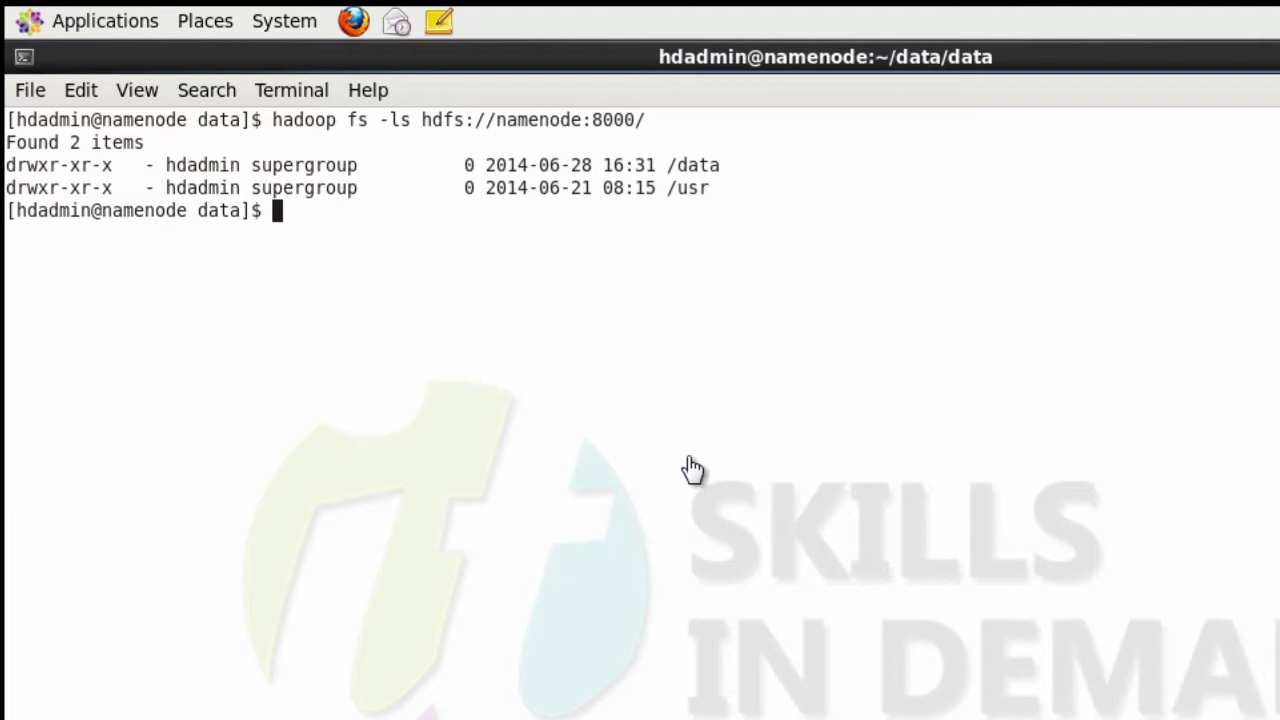 Applications Places System
hdadmin@namenode:~/data/data
File Edit View Search Terminal Help
[hdadmin@namenode data]$ hadoop fs -ls hdfs://namenode:8000/
Found 2 items
drwxr-xr-x   - hdadmin supergroup          0 2014-06-28 16:31 /data
drwxr-xr-x   - hdadmin supergroup          0 2014-06-21 08:15 /usr
[hdadmin@namenode data]$
SKILLS
IN DEMA